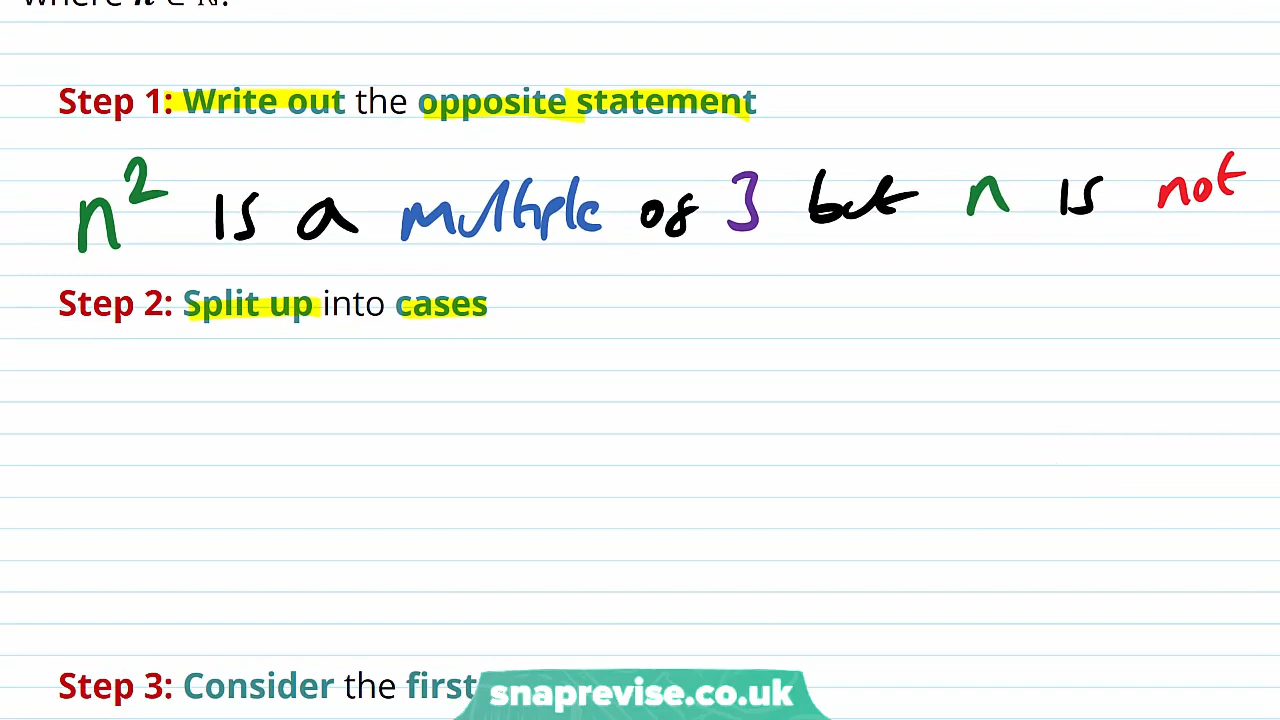 where n ∈ ℕ.
Step 1: Write out the opposite statement
n² is a multiple of 3 but n is not
Step 2: Split up into cases
Step 3: Consider the first
snaprevise.co.uk